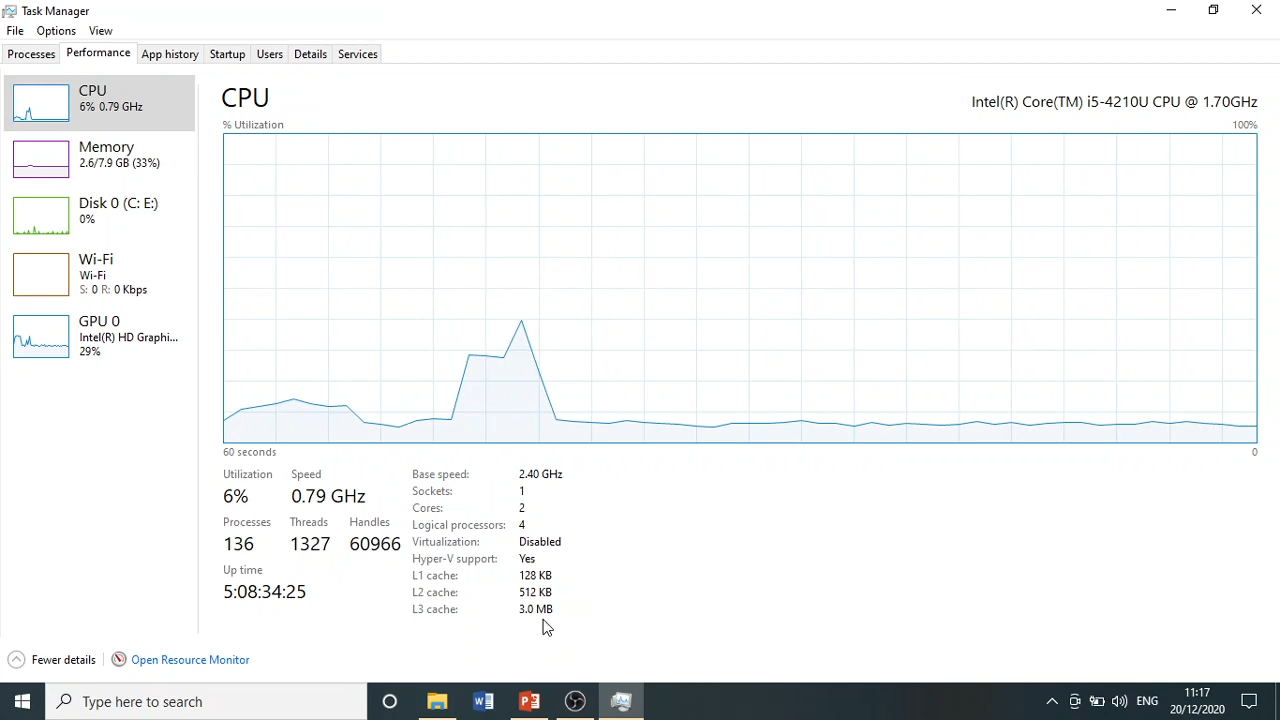 Task Manager
File Options View
Processes Performance App history Startup Users Details Services
CPU
6% 0.79 GHz
Memory
2.6/7.9 GB (33%)
Disk 0 (C: E:)
0%
Wi-Fi
Wi-Fi
S: 0 R: 0 Kbps
GPU 0
Intel(R) HD Graphi...
29%
CPU Intel(R) Core(TM) i5-4210U CPU @ 1.70GHz
% Utilization 100%
60 seconds 0
Utilization Speed
6% 0.79 GHz
Processes Threads Handles
136 1327 60966
Up time
5:08:34:25
Base speed: 2.40 GHz
Sockets: 1
Cores: 2
Logical processors: 4
Virtualization: Disabled
Hyper-V support: Yes
L1 cache: 128 KB
L2 cache: 512 KB
L3 cache: 3.0 MB
Fewer details Open Resource Monitor
Type here to search
ENG
11:17
20/12/2020